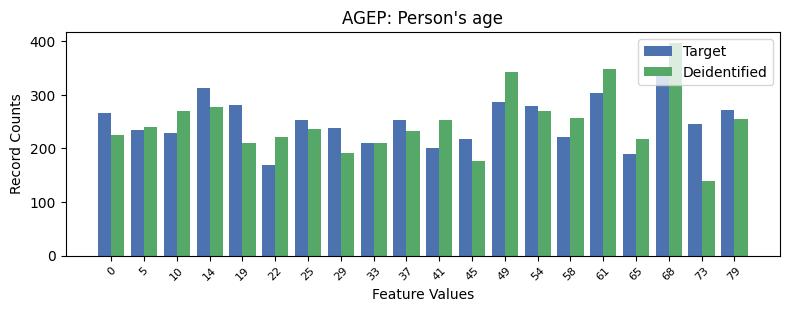 AGEP: Person's age
Target
Deidentified
Record Counts
400
300
200
100
0
0 5 10 14 19 22 25 29 33 37 41 45 49 54 58 61 65 68 73 79
Feature Values